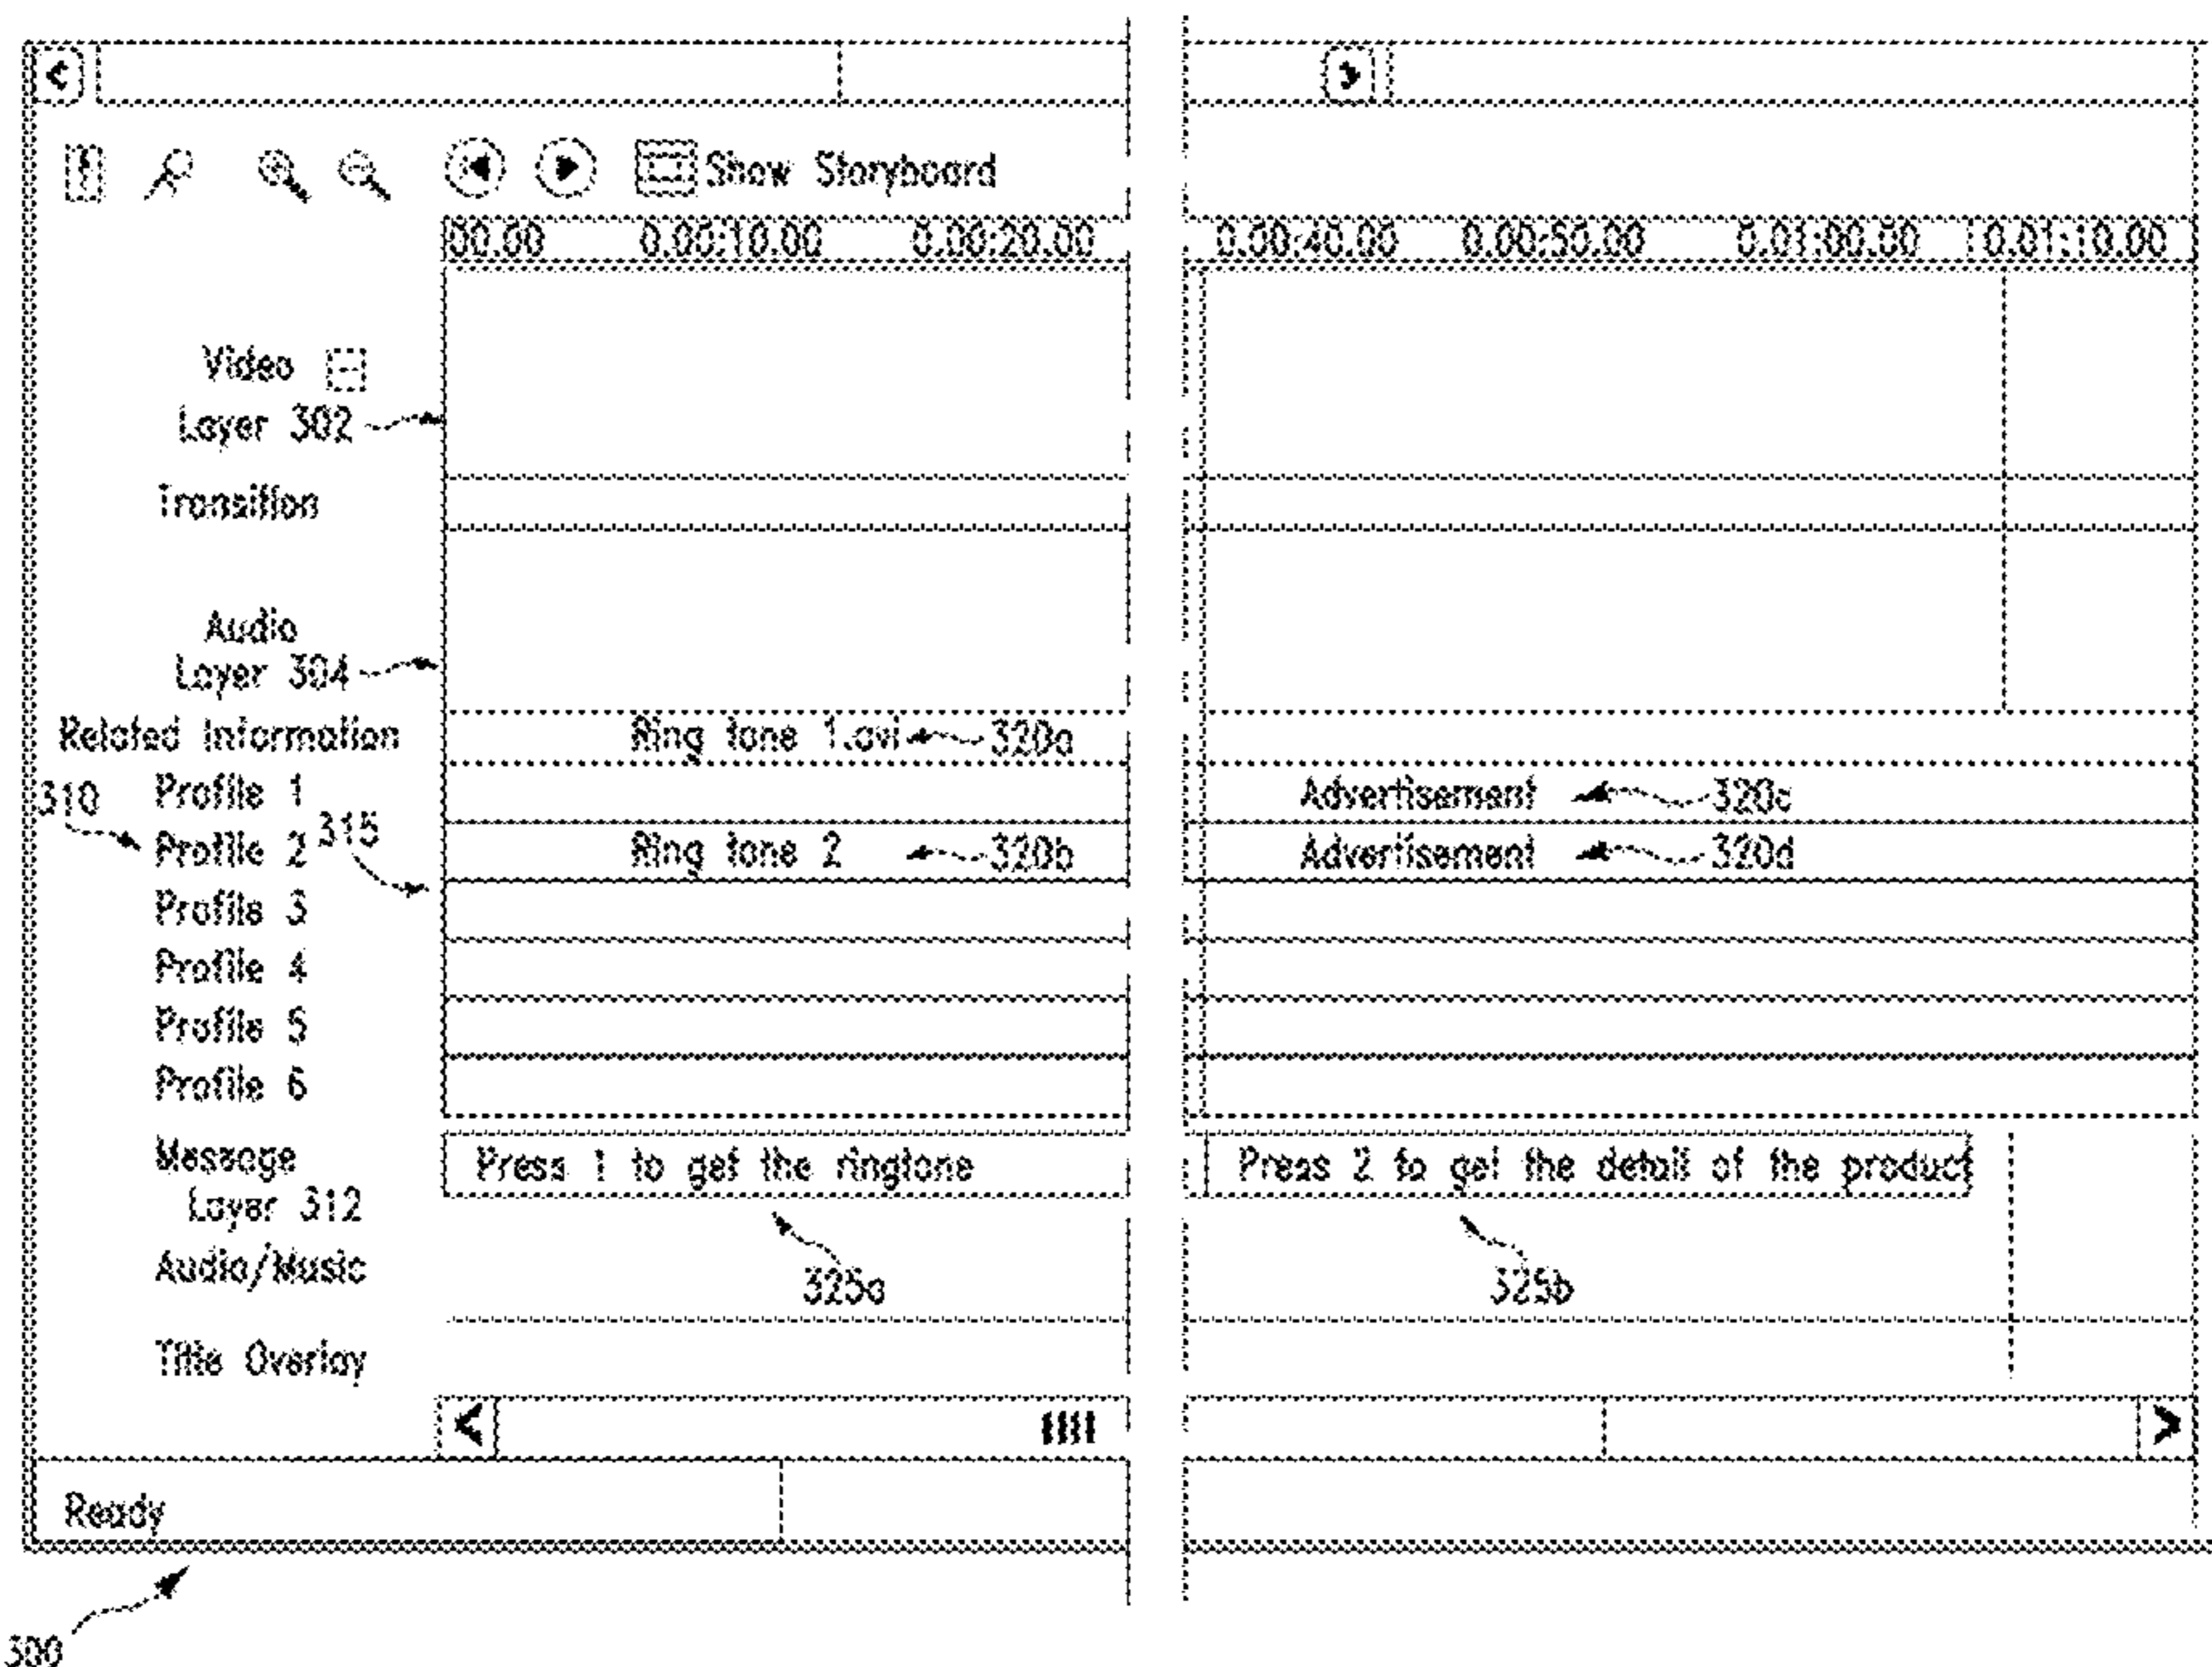 Show Storyboard
00.00 0.00:10.00 0.00:20.00 0.00:40.00 0.00:50.00 0.01:00.00 0.01:10.00
Video
Layer 302
Transition
Audio
Layer 304
Related Information Ring tone 1.avi 320a
310 Profile 1 Advertisement 320c
Profile 2 315 Ring tone 2 320b Advertisement 320d
Profile 3
Profile 4
Profile 5
Profile 6
Message Press 1 to get the ringtone Press 2 to get the detail of the product
Layer 312
Audio/Music 325a 325b
Title Overlay
Ready
300